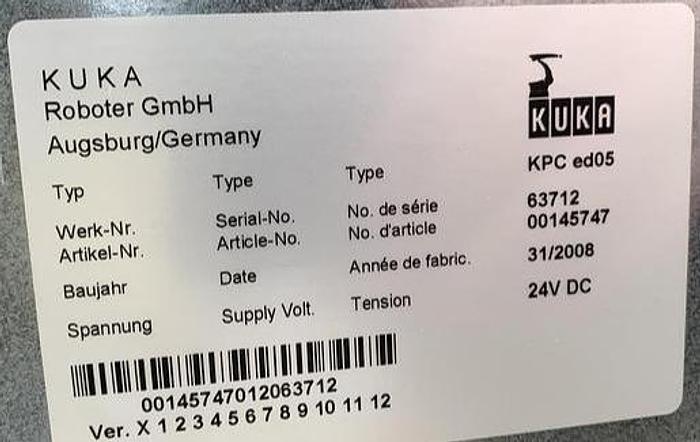 KUKA
Roboter GmbH
Augsburg/Germany
KUKA
Typ Type Type KPC ed05
Werk-Nr. Serial-No. No. de série 63712
Artikel-Nr. Article-No. No. d'article 00145747
Baujahr Date Année de fabric. 31/2008
Spannung Supply Volt. Tension 24V DC
00145747012063712
Ver. X 1 2 3 4 5 6 7 8 9 10 11 12